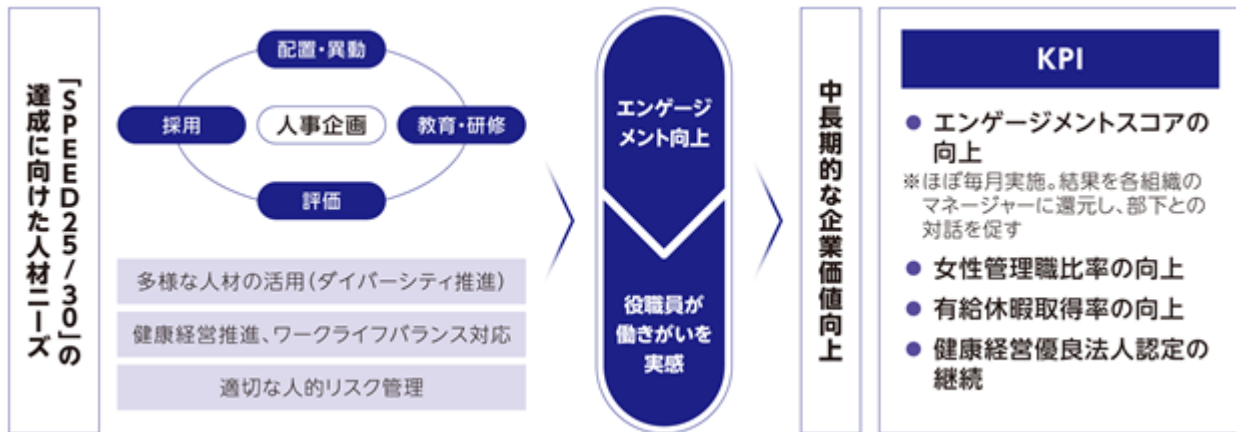 「SPEED25/30」の
達成に向けた人材ニーズ
配置・異動
採用
人事企画
教育・研修
評価
多様な人材の活用(ダイバーシティ推進)
健康経営推進、ワークライフバランス対応
適切な人的リスク管理
エンゲージ
メント向上
役職員が
働きがいを
実感
中長期的な企業価値向上
KPI
● エンゲージメントスコアの
向上
※ほぼ毎月実施。結果を各組織の
マネージャーに還元し、部下との
対話を促す
● 女性管理職比率の向上
● 有給休暇取得率の向上
● 健康経営優良法人認定の
継続